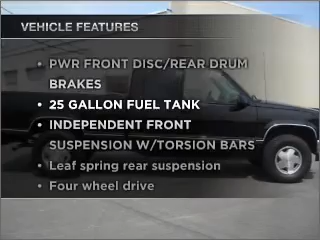 VEHICLE FEATURES
• PWR FRONT DISC/REAR DRUM
BRAKES
• 25 GALLON FUEL TANK
• INDEPENDENT FRONT
SUSPENSION W/TORSION BARS
• Leaf spring rear suspension
• Four wheel drive